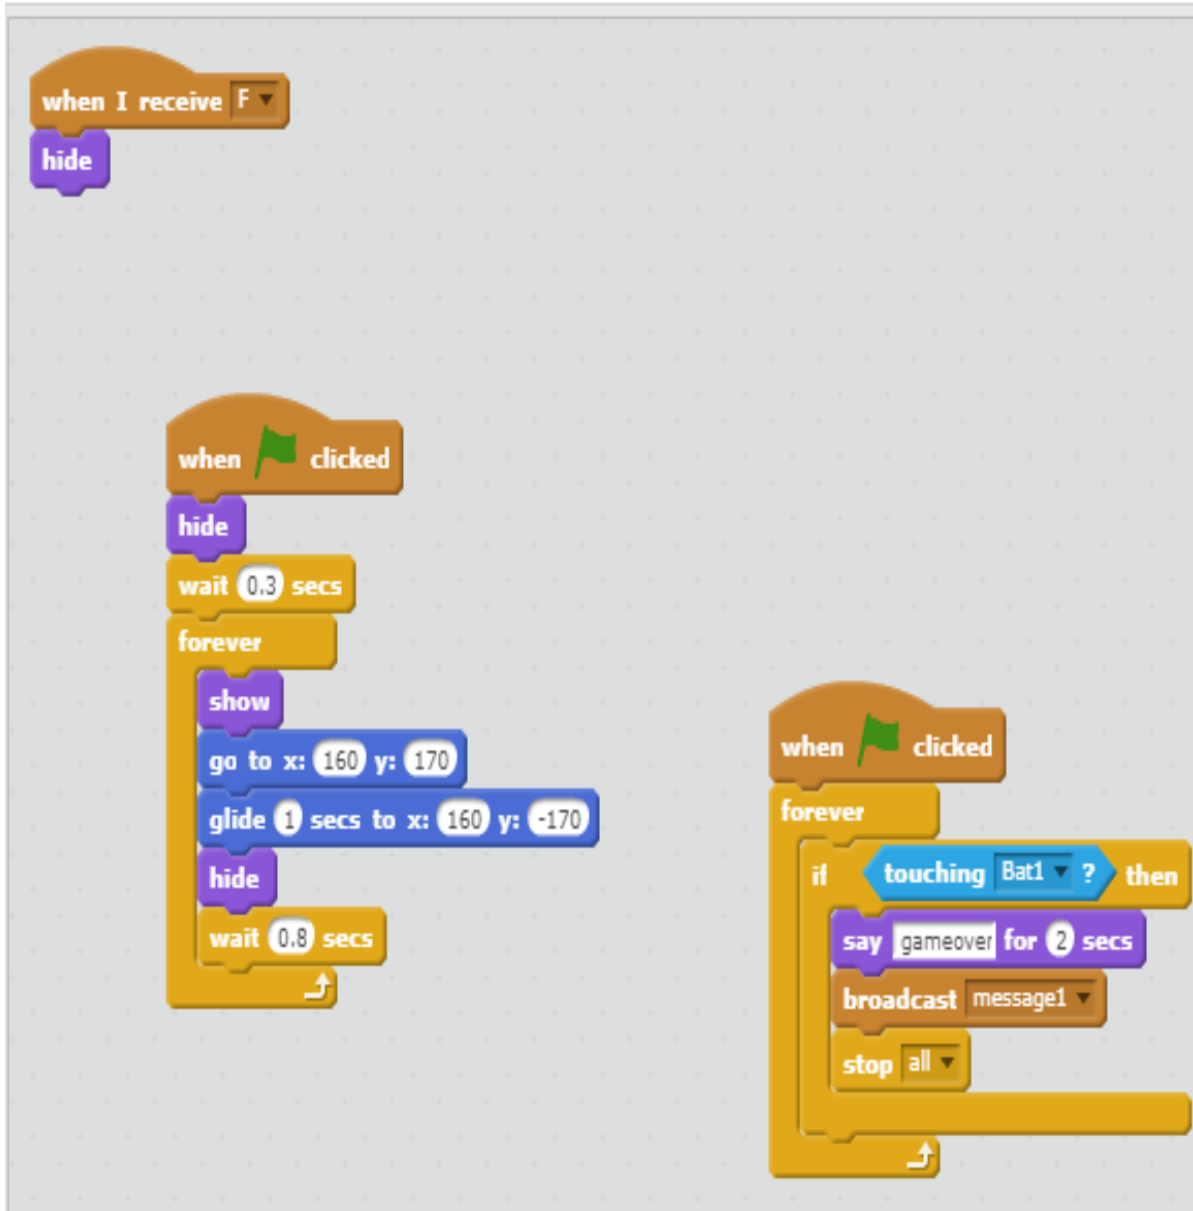 when I receive F
hide
when clicked
hide
wait 0.3 secs
forever
show
go to x: 160 y: 170
glide 1 secs to x: 160 y: -170
hide
wait 0.8 secs
when clicked
forever
if touching Bat1 ? then
say gameover for 2 secs
broadcast message1
stop all